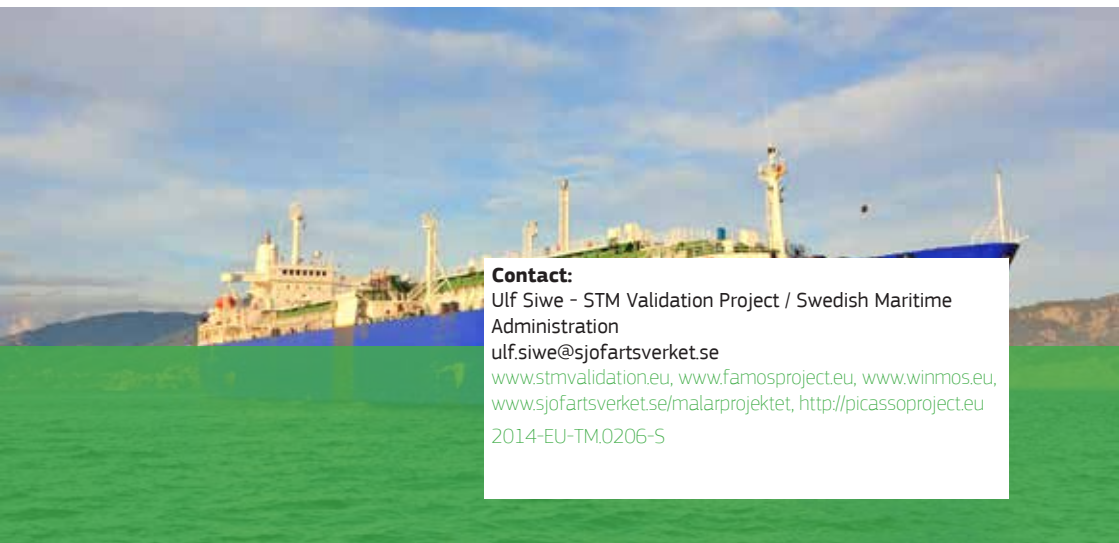 Contact:
Ulf Siwe - STM Validation Project / Swedish Maritime
Administration
ulf.siwe@sjofartsverket.se
www.stmvalidation.eu, www.famosproject.eu, www.winmos.eu,
www.sjofartsverket.se/malarprojektet, http://picassoproject.eu
2014-EU-TM.0206-S